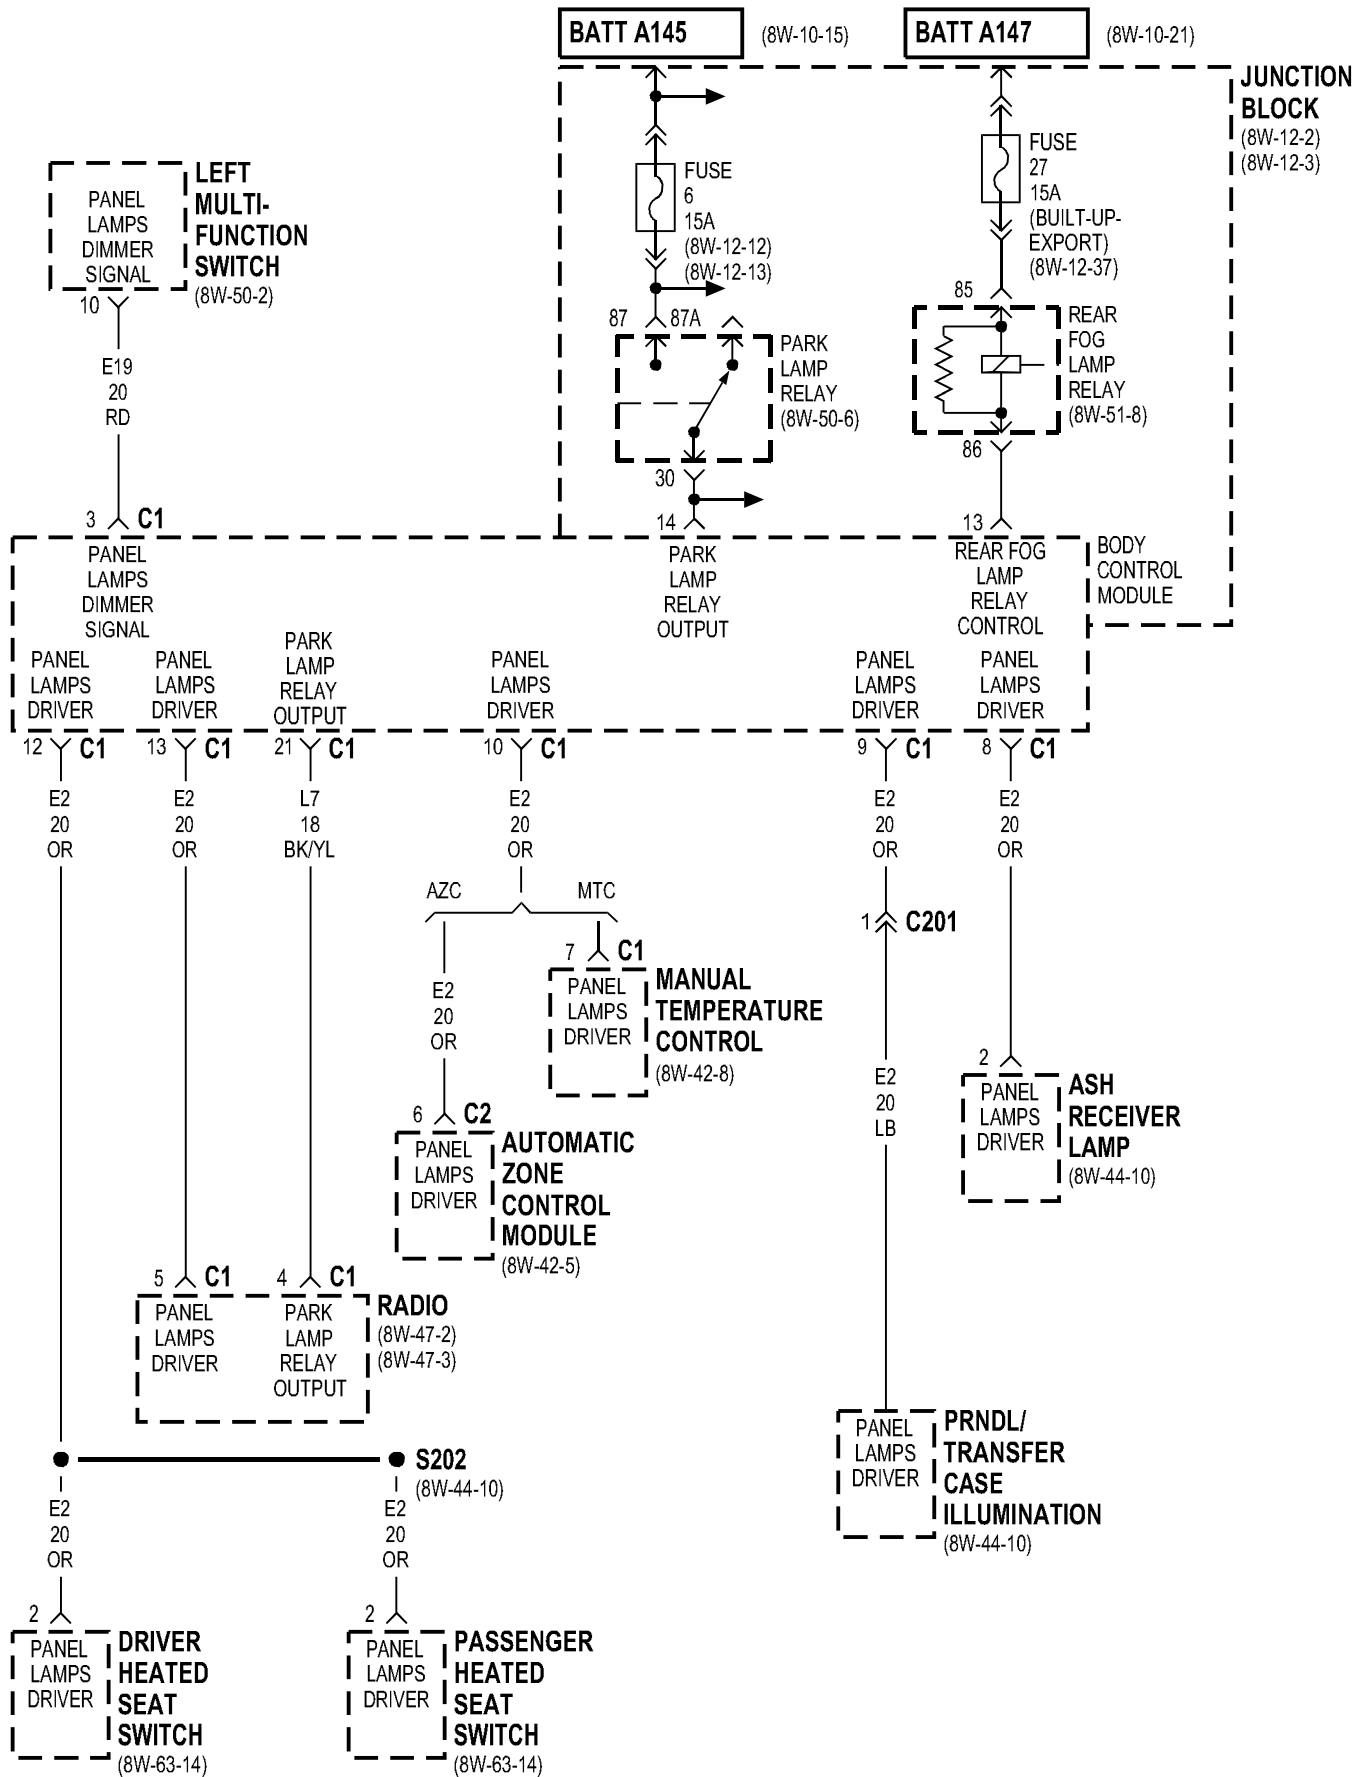 BATT A145
(8W-10-15)
BATT A147
(8W-10-21)
JUNCTION
BLOCK
(8W-12-2)
(8W-12-3)
FUSE
6
15A
(8W-12-12)
(8W-12-13)
FUSE
27
15A
(BUILT-UP-
EXPORT)
(8W-12-37)
LEFT
MULTI-
FUNCTION
SWITCH
(8W-50-2)
PANEL
LAMPS
DIMMER
SIGNAL
10
E19
20
RD
3 C1
87
87A
PARK
LAMP
RELAY
(8W-50-6)
30
14
85
REAR
FOG
LAMP
RELAY
(8W-51-8)
86
13
BODY
CONTROL
MODULE
PANEL
LAMPS
DIMMER
SIGNAL
PARK
LAMP
RELAY
OUTPUT
REAR FOG
LAMP
RELAY
CONTROL
PANEL
LAMPS
DRIVER
PANEL
LAMPS
DRIVER
PARK
LAMP
RELAY
OUTPUT
PANEL
LAMPS
DRIVER
PANEL
LAMPS
DRIVER
PANEL
LAMPS
DRIVER
12 C1
13 C1
21 C1
10 C1
9 C1
8 C1
E2
20
OR
E2
20
OR
L7
18
BK/YL
E2
20
OR
E2
20
OR
E2
20
OR
AZC
MTC
1 C201
7 C1
PANEL
LAMPS
DRIVER
MANUAL
TEMPERATURE
CONTROL
(8W-42-8)
E2
20
OR
6 C2
PANEL
LAMPS
DRIVER
AUTOMATIC
ZONE
CONTROL
MODULE
(8W-42-5)
E2
20
LB
2
PANEL
LAMPS
DRIVER
ASH
RECEIVER
LAMP
(8W-44-10)
5 C1
4 C1
PANEL
LAMPS
DRIVER
PARK
LAMP
RELAY
OUTPUT
RADIO
(8W-47-2)
(8W-47-3)
PANEL
LAMPS
DRIVER
PRNDL/
TRANSFER
CASE
ILLUMINATION
(8W-44-10)
S202
(8W-44-10)
E2
20
OR
E2
20
OR
2
PANEL
LAMPS
DRIVER
DRIVER
HEATED
SEAT
SWITCH
(8W-63-14)
2
PANEL
LAMPS
DRIVER
PASSENGER
HEATED
SEAT
SWITCH
(8W-63-14)